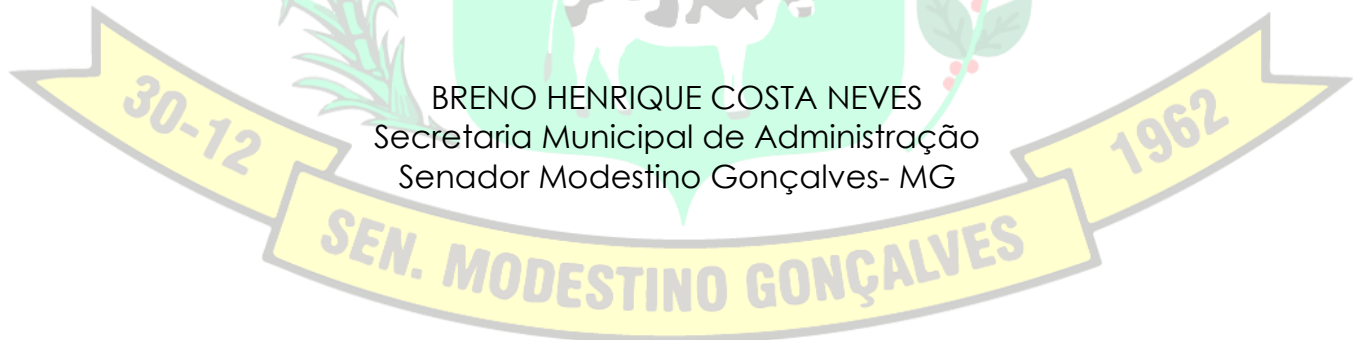 BRENO HENRIQUE COSTA NEVES
Secretaria Municipal de Administração
Senador Modestino Gonçalves- MG
30-12
1962
SEN. MODESTINO GONÇALVES